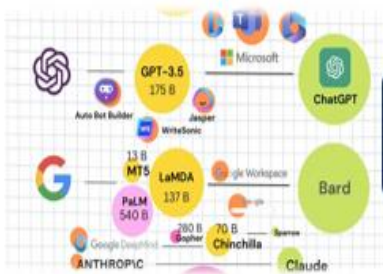 GPT-3.5
175 B
Microsoft
ChatGPT
Auto Bot Builder
Jasper
WriteSonic
13 B
MT5
LaMDA
137 B
Google Workspace
Bard
PaLM
540 B
280 B
Gopher
70 B
Chinchilla
Sparrow
Google DeepMind
ANTHROP\C
Claude